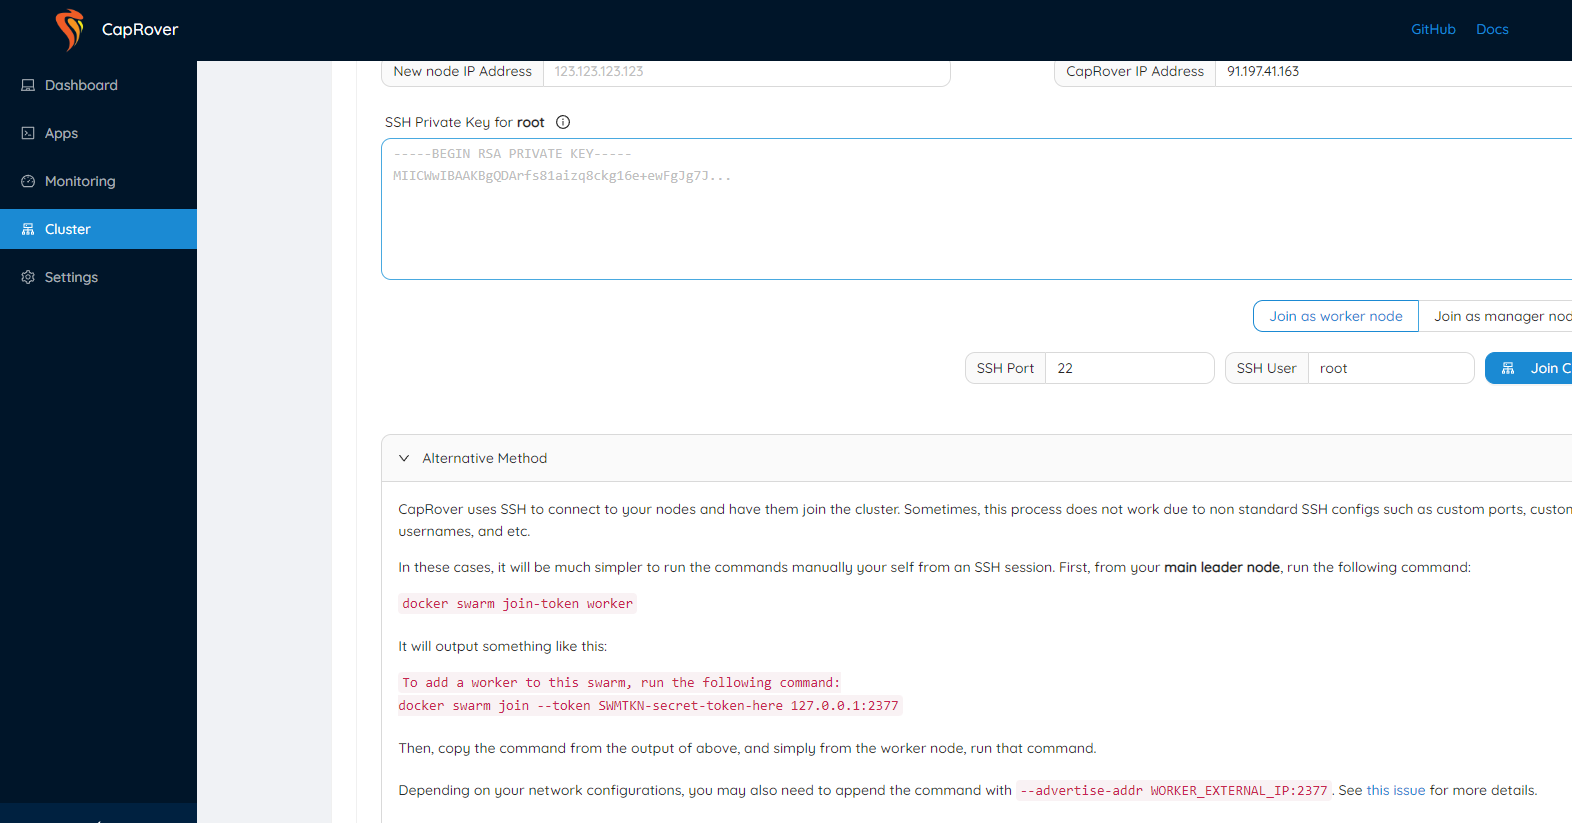 CapRover
GitHub Docs
Dashboard
Apps
Monitoring
Cluster
Settings
New node IP Address 123.123.123.123 CapRover IP Address 91.197.41.163
SSH Private Key for root
-----BEGIN RSA PRIVATE KEY-----
MIICWwIBAAKBgQDArfs81aizq8ckg16e+ewFgJg7J...
Join as worker node Join as manager nod
SSH Port 22 SSH User root Join C
Alternative Method
CapRover uses SSH to connect to your nodes and have them join the cluster. Sometimes, this process does not work due to non standard SSH configs such as custom ports, custom
usernames, and etc.
In these cases, it will be much simpler to run the commands manually your self from an SSH session. First, from your main leader node, run the following command:
docker swarm join-token worker
It will output something like this:
To add a worker to this swarm, run the following command:
docker swarm join --token SWMTKN-secret-token-here 127.0.0.1:2377
Then, copy the command from the output of above, and simply from the worker node, run that command.
Depending on your network configurations, you may also need to append the command with --advertise-addr WORKER_EXTERNAL_IP:2377. See this issue for more details.